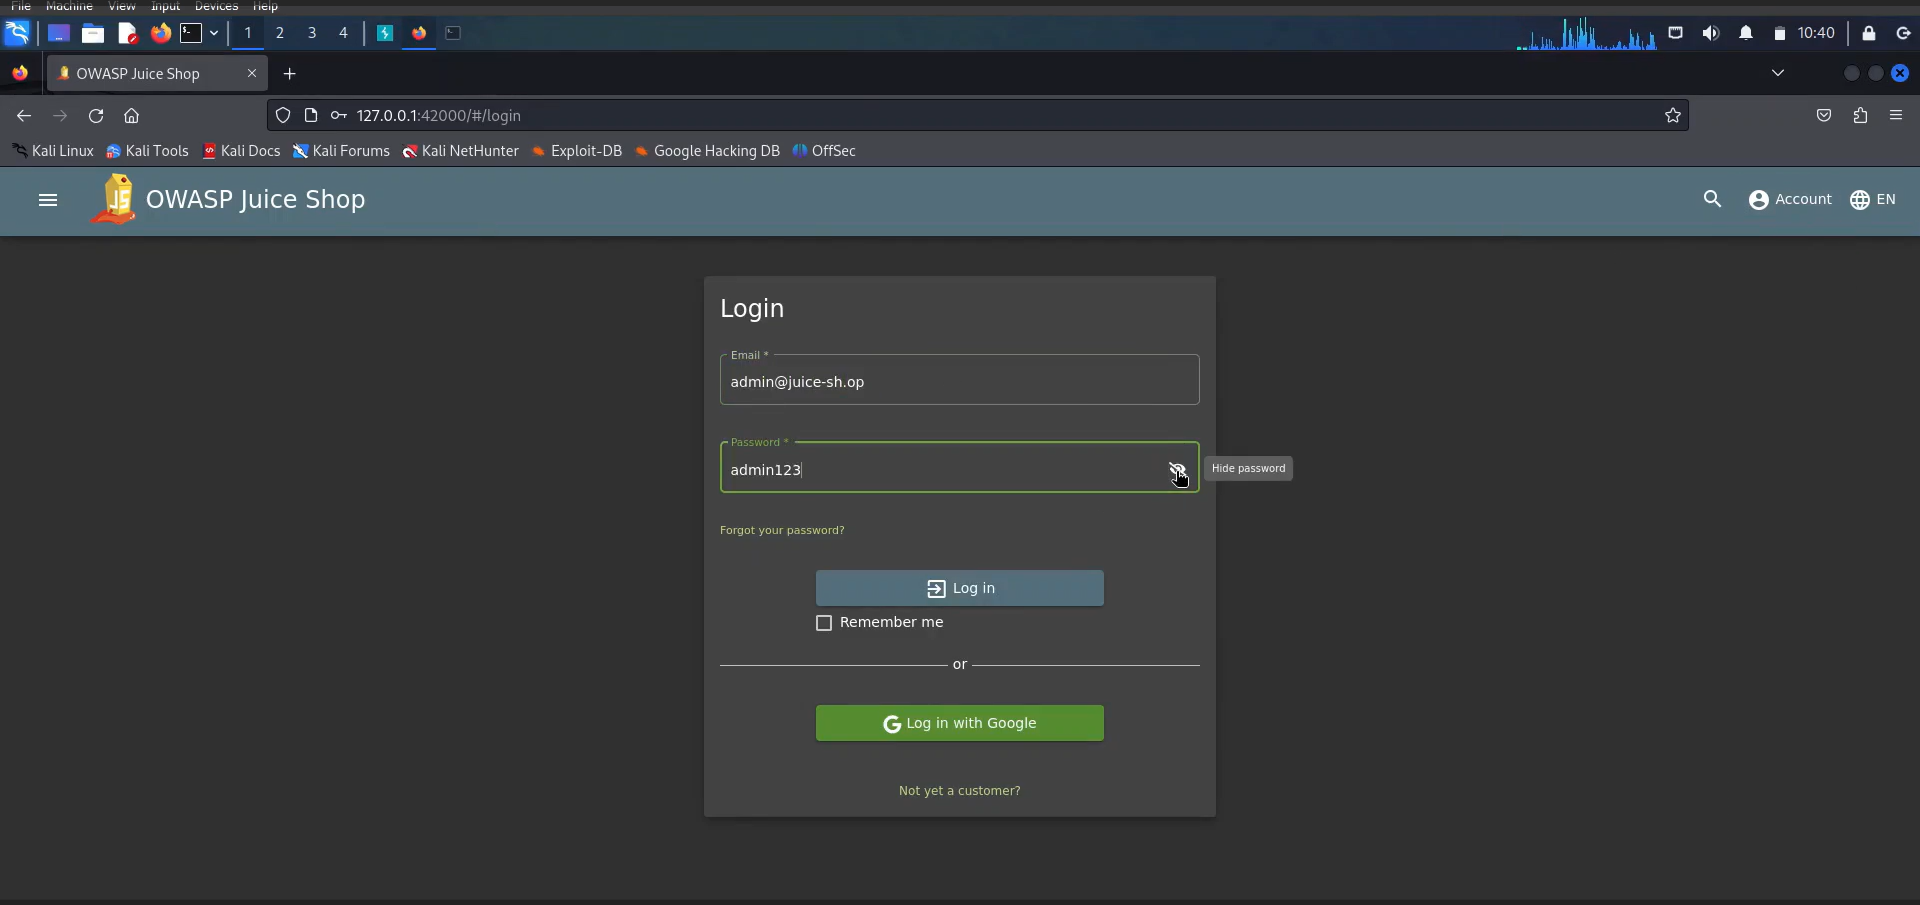 File Machine View Input Devices Help
1 2 3 4 10:40
OWASP Juice Shop
127.0.0.1:42000/#/login
Kali Linux Kali Tools Kali Docs Kali Forums Kali NetHunter Exploit-DB Google Hacking DB OffSec
JS OWASP Juice Shop Account EN
Login
Email *
admin@juice-sh.op
Password *
admin123
Hide password
Forgot your password?
Log in
Remember me
or
G Log in with Google
Not yet a customer?